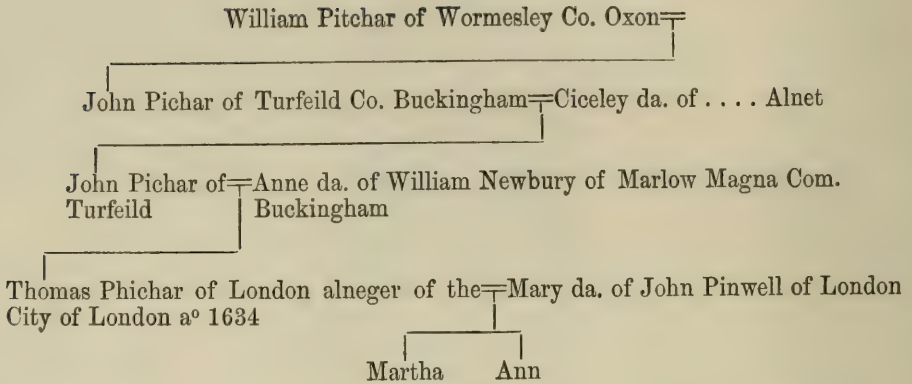 William Pitchar of Wormesley Co. Oxon
John Pichar of Turfeild Co. Buckingham=Ciceley da. of . . . . Alnet
John Pichar of=Anne da. of William Newbury of Marlow Magna Com.
Turfeild Buckingham
Thomas Phichar of London alneger of the=Mary da. of John Pinwell of London
City of London aº 1634
Martha Ann